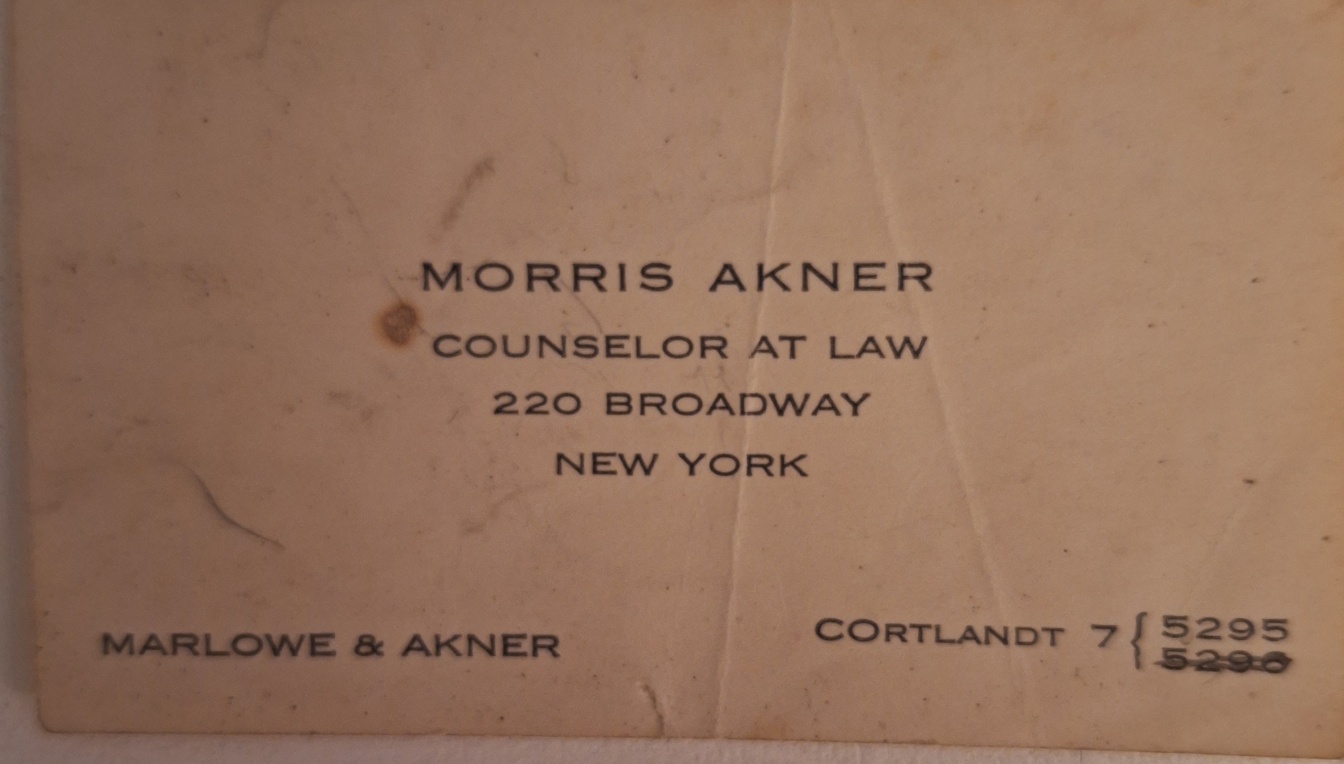 MORRIS AKNER
COUNSELOR AT LAW
220 BROADWAY
NEW YORK
MARLOWE & AKNER
CORTLANDT 7 { 5295
5296